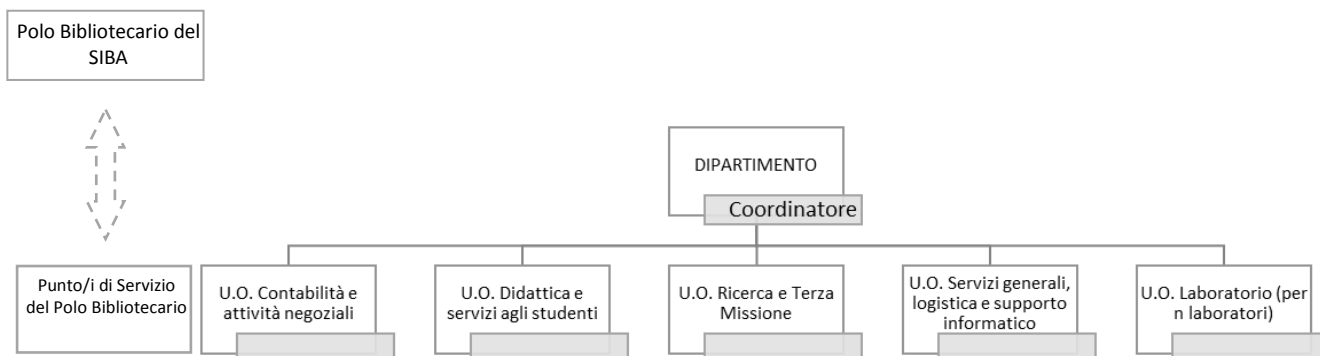 Polo Bibliotecario del
SIBA
DIPARTIMENTO
Coordinatore
Punto/i di Servizio
del Polo Bibliotecario
U.O. Contabilità e
attività negoziali
U.O. Didattica e
servizi agli studenti
U.O. Ricerca e Terza
Missione
U.O. Servizi generali,
logistica e supporto
informatico
U.O. Laboratorio (per
n laboratori)